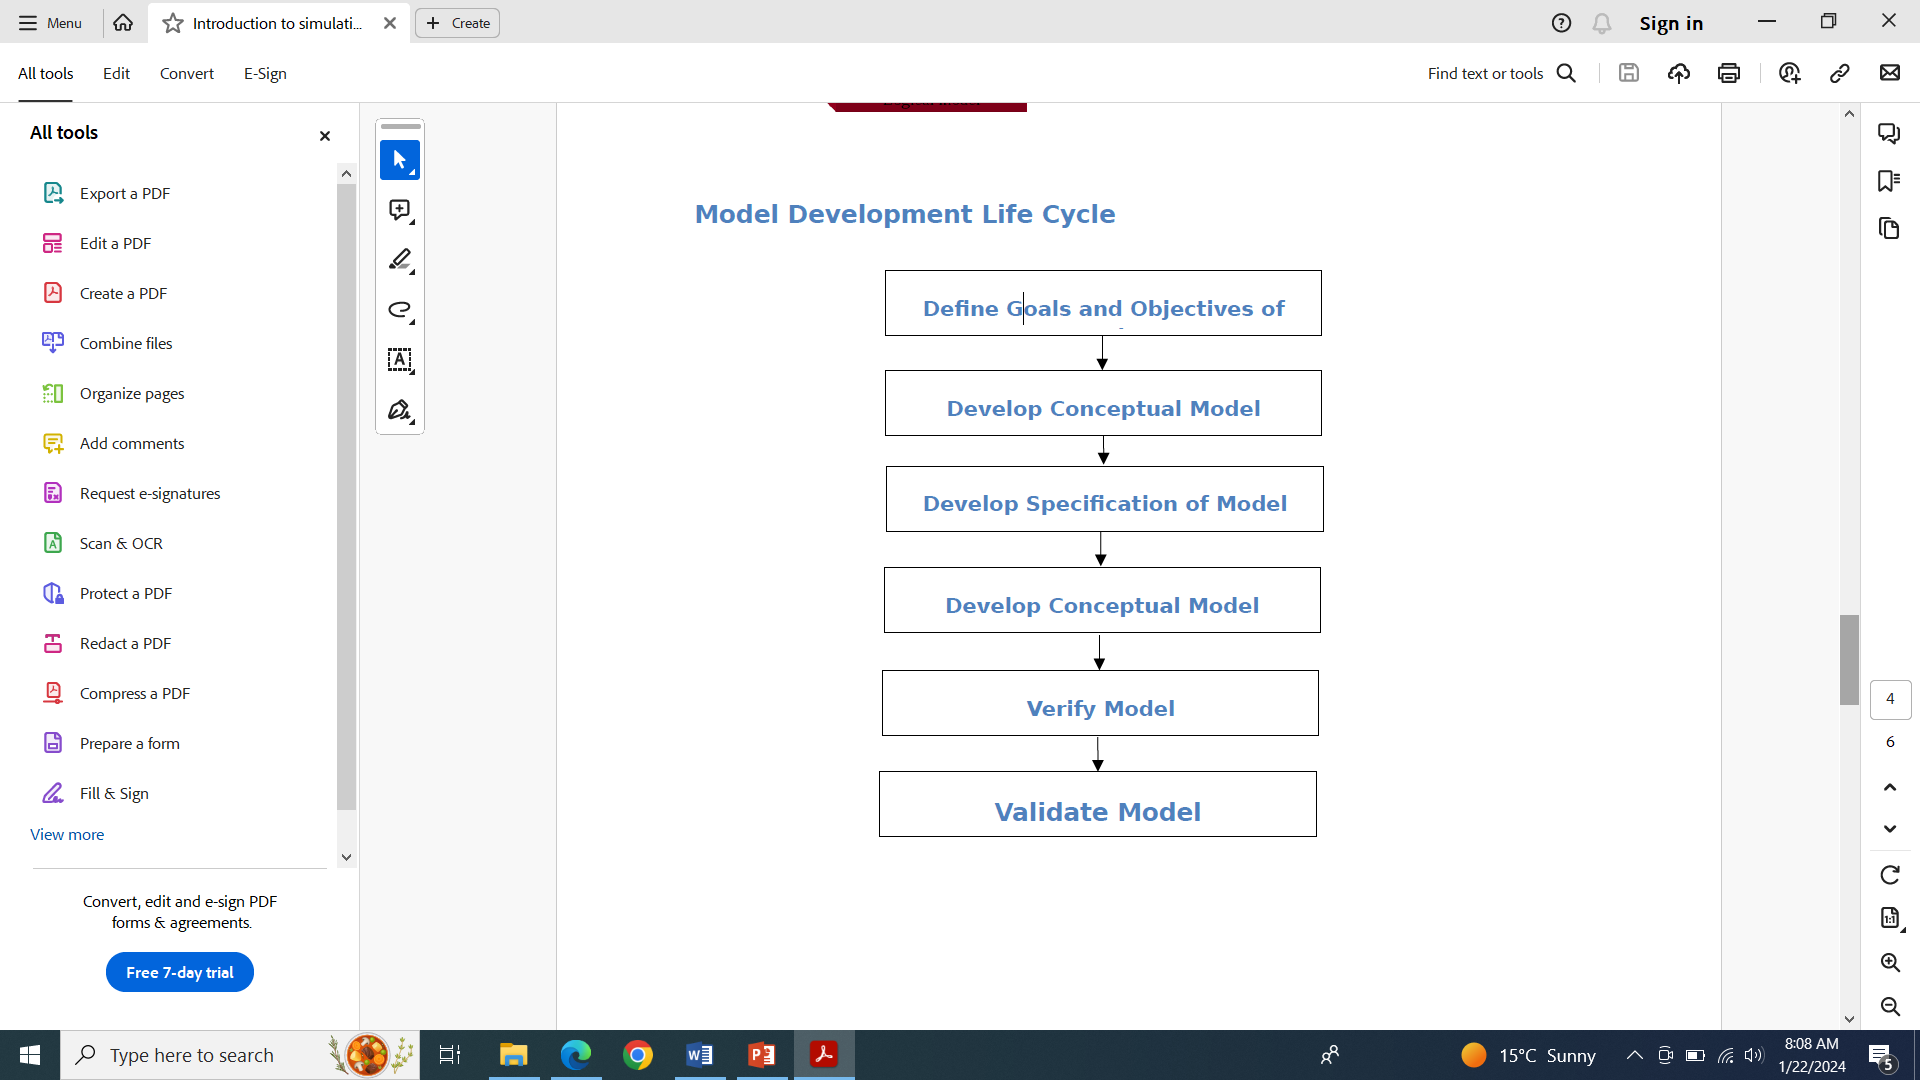 Menu
Introduction to simulati...
Create
Sign in
All tools
Edit
Convert
E-Sign
Find text or tools
All tools
Export a PDF
Edit a PDF
Create a PDF
Combine files
Organize pages
Add comments
Request e-signatures
Scan & OCR
Protect a PDF
Redact a PDF
Compress a PDF
Prepare a form
Fill & Sign
View more
Convert, edit and e-sign PDF
forms & agreements.
Free 7-day trial
Model Development Life Cycle
Define Goals and Objectives of
Develop Conceptual Model
Develop Specification of Model
Develop Conceptual Model
Verify Model
Validate Model
4
6
1:1
Type here to search
15°C Sunny
8:08 AM
1/22/2024
5